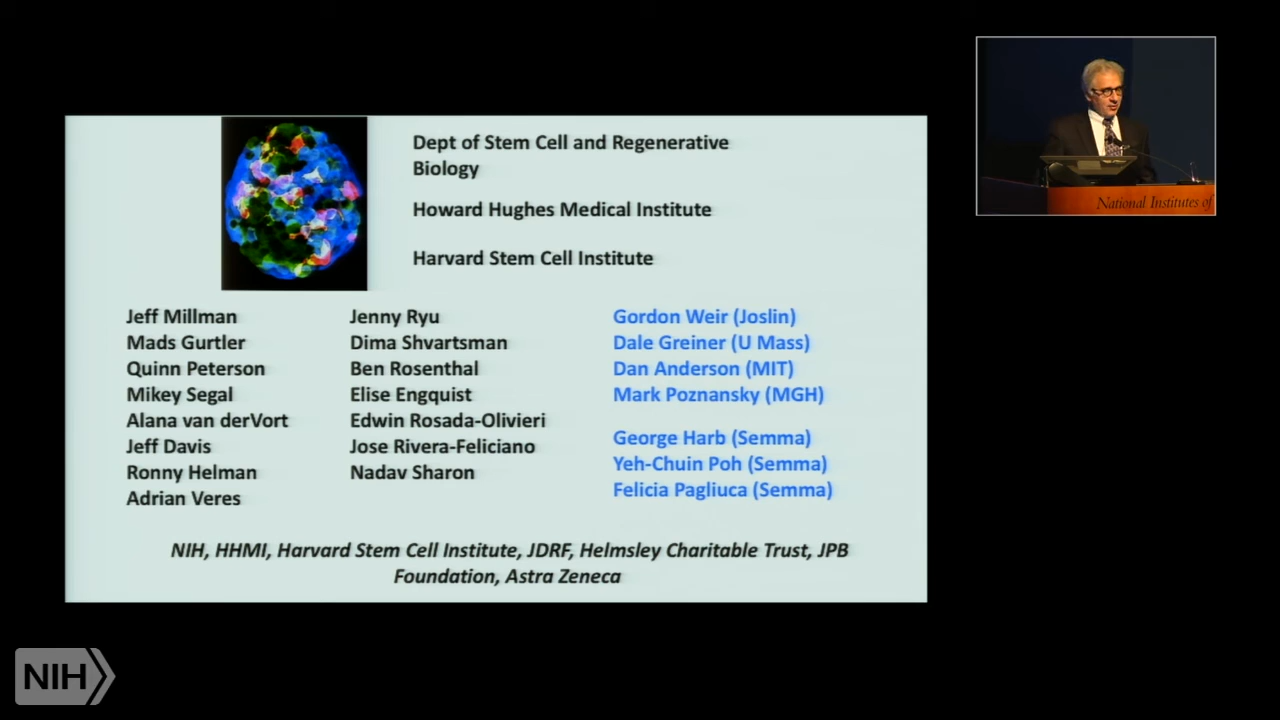 Dept of Stem Cell and Regenerative
Biology
Howard Hughes Medical Institute
Harvard Stem Cell Institute
Jeff Millman
Mads Gurtler
Quinn Peterson
Mikey Segal
Alana van derVort
Jeff Davis
Ronny Helman
Adrian Veres
Jenny Ryu
Dima Shvartsman
Ben Rosenthal
Elise Engquist
Edwin Rosada-Olivieri
Jose Rivera-Feliciano
Nadav Sharon
Gordon Weir (Joslin)
Dale Greiner (U Mass)
Dan Anderson (MIT)
Mark Poznansky (MGH)
George Harb (Semma)
Yeh-Chuin Poh (Semma)
Felicia Pagliuca (Semma)
NIH, HHMI, Harvard Stem Cell Institute, JDRF, Helmsley Charitable Trust, JPB
Foundation, Astra Zeneca
National Institutes of
NIH